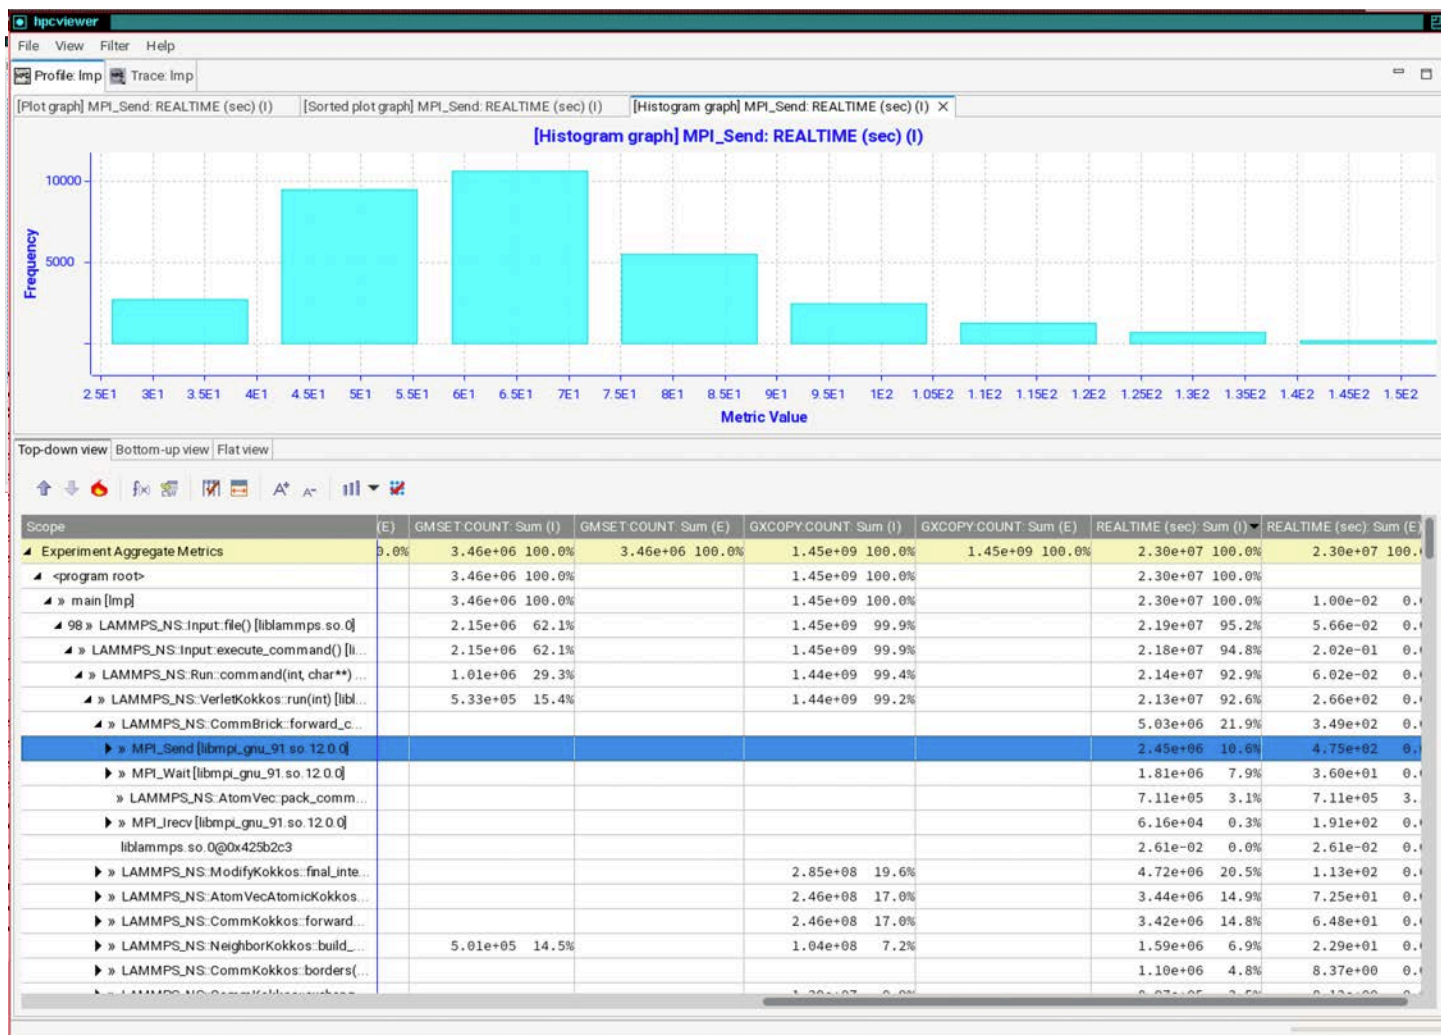 hpcviewer
File View Filter Help
Profile: lmp Trace: lmp
[Plot graph] MPI_Send: REALTIME (sec) (I) [Sorted plot graph] MPI_Send: REALTIME (sec) (I) [Histogram graph] MPI_Send: REALTIME (sec) (I)
[Histogram graph] MPI_Send: REALTIME (sec) (I)
10000
5000
Frequency
2.5E1 3E1 3.5E1 4E1 4.5E1 5E1 5.5E1 6E1 6.5E1 7E1 7.5E1 8E1 8.5E1 9E1 9.5E1 1E2 1.05E2 1.1E2 1.15E2 1.2E2 1.25E2 1.3E2 1.35E2 1.4E2 1.45E2 1.5E2
Metric Value
Top-down view Bottom-up view Flat view
f(x) A+ A-
Scope (E) GMSET:COUNT: Sum (I) GMSET:COUNT: Sum (E) GXCOPY:COUNT: Sum (I) GXCOPY:COUNT: Sum (E) REALTIME (sec): Sum (I) REALTIME (sec): Sum (E)
Experiment Aggregate Metrics 0.0% 3.46e+06 100.0% 3.46e+06 100.0% 1.45e+09 100.0% 1.45e+09 100.0% 2.30e+07 100.0% 2.30e+07 100.
<program root> 3.46e+06 100.0% 1.45e+09 100.0% 2.30e+07 100.0%
» main [lmp] 3.46e+06 100.0% 1.45e+09 100.0% 2.30e+07 100.0% 1.00e-02 0.
98 » LAMMPS_NS::Input::file() [liblammps.so.0] 2.15e+06 62.1% 1.45e+09 99.9% 2.19e+07 95.2% 5.66e-02 0.
» LAMMPS_NS::Input::execute_command() [li... 2.15e+06 62.1% 1.45e+09 99.9% 2.18e+07 94.8% 2.02e-01 0.
» LAMMPS_NS::Run::command(int, char**) ... 1.01e+06 29.3% 1.44e+09 99.4% 2.14e+07 92.9% 6.02e-02 0.
» LAMMPS_NS::VerletKokkos::run(int) [libl... 5.33e+05 15.4% 1.44e+09 99.2% 2.13e+07 92.6% 2.66e+02 0.
» LAMMPS_NS::CommBrick::forward_c... 5.03e+06 21.9% 3.49e+02 0.
» MPI_Send [libmpi_gnu_91.so.12.0.0] 2.45e+06 10.6% 4.75e+02 0.
» MPI_Wait [libmpi_gnu_91.so.12.0.0] 1.81e+06 7.9% 3.60e+01 0.
» LAMMPS_NS::AtomVec::pack_comm... 7.11e+05 3.1% 7.11e+05 3.
» MPI_Irecv [libmpi_gnu_91.so.12.0.0] 6.16e+04 0.3% 1.91e+02 0.
liblammps.so.0@0x425b2c3 2.61e-02 0.0% 2.61e-02 0.
» LAMMPS_NS::ModifyKokkos::final_inte... 2.85e+08 19.6% 4.72e+06 20.5% 1.13e+02 0.
» LAMMPS_NS::AtomVecAtomicKokkos... 2.46e+08 17.0% 3.44e+06 14.9% 7.25e+01 0.
» LAMMPS_NS::CommKokkos::forward... 2.46e+08 17.0% 3.42e+06 14.8% 6.48e+01 0.
» LAMMPS_NS::NeighborKokkos::build_... 5.01e+05 14.5% 1.04e+08 7.2% 1.59e+06 6.9% 2.29e+01 0.
» LAMMPS_NS::CommKokkos::borders(... 1.10e+06 4.8% 8.37e+00 0.